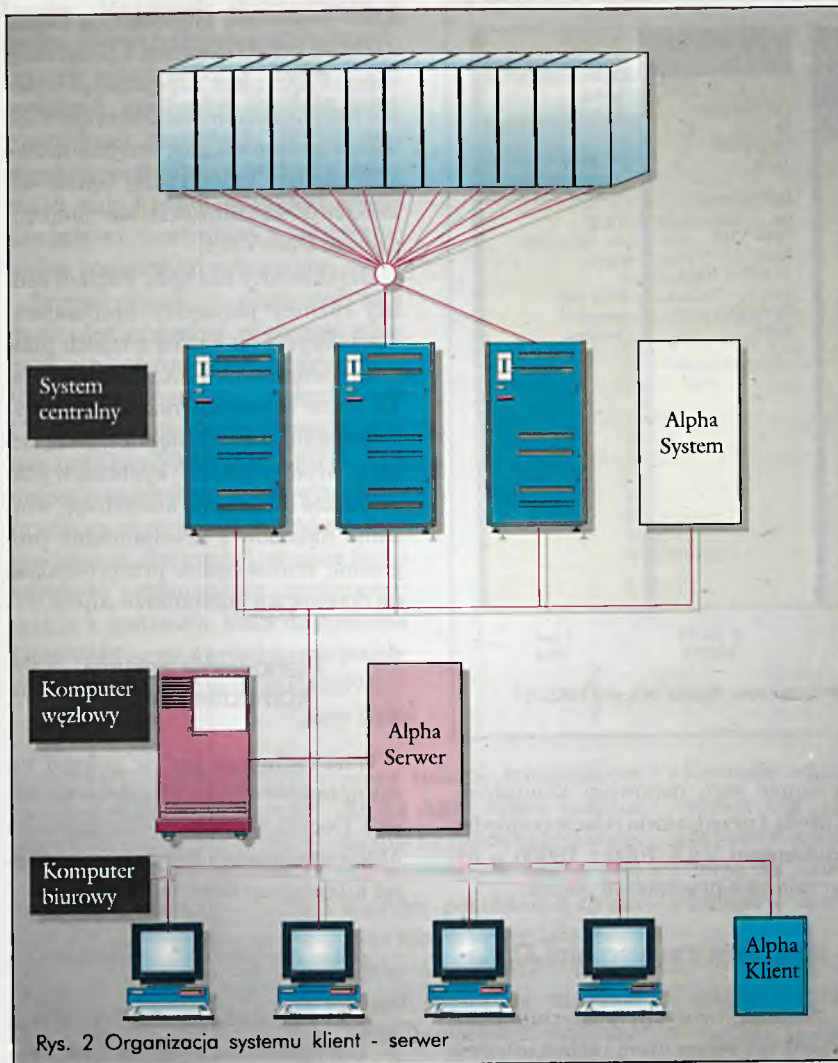 System
centralny
Alpha
System
Komputer
węzłowy
Alpha
Serwer
Komputer
biurowy
Alpha
Klient
Rys. 2 Organizacja systemu klient - serwer